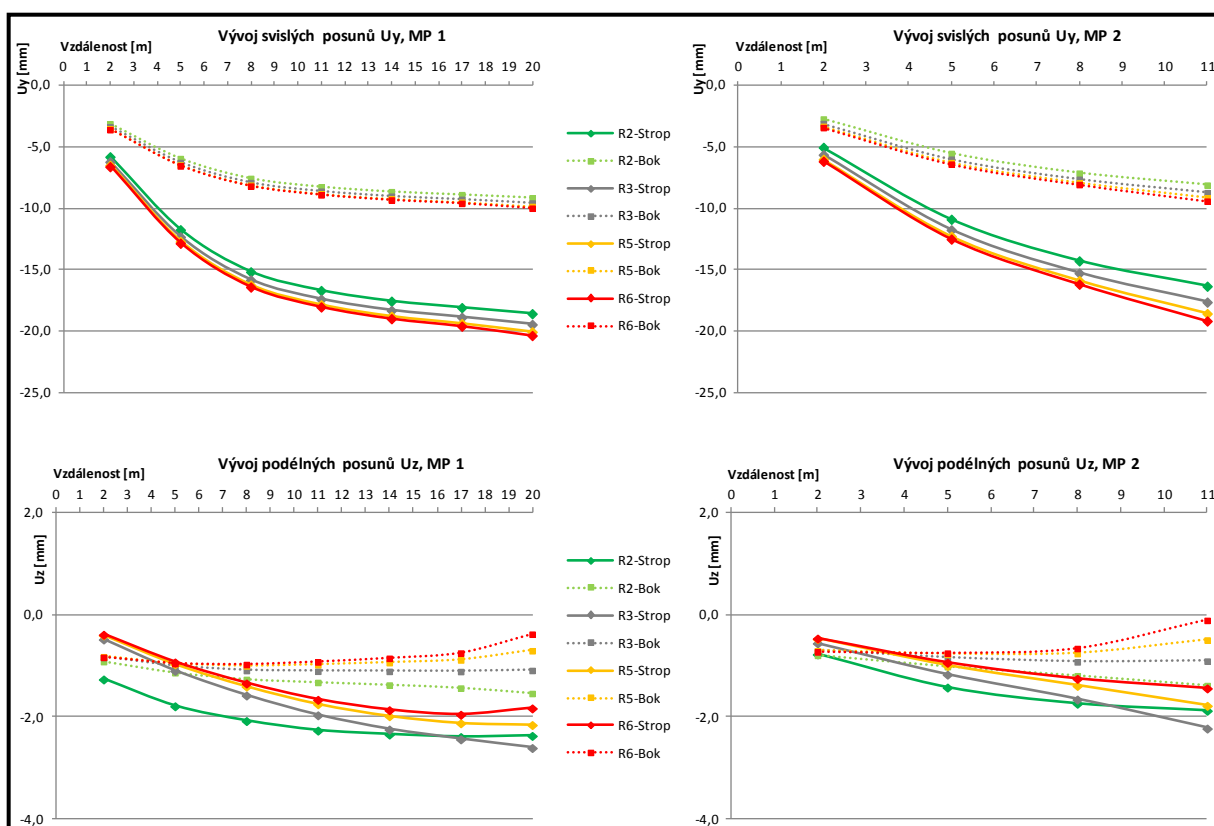 Vývoj svislých posunů Uy, MP 1
Vzdálenost [m]
0 1 2 3 4 5 6 7 8 9 10 11 12 13 14 15 16 17 18 19 20
Uy [mm]
0,0
-5,0
-10,0
-15,0
-20,0
-25,0
R2-Strop
R2-Bok
R3-Strop
R3-Bok
R5-Strop
R5-Bok
R6-Strop
R6-Bok
Vývoj svislých posunů Uy, MP 2
Vzdálenost [m]
0 1 2 3 4 5 6 7 8 9 10 11
Uy [mm]
0,0
-5,0
-10,0
-15,0
-20,0
-25,0
Vývoj podélných posunů Uz, MP 1
Vzdálenost [m]
0 1 2 3 4 5 6 7 8 9 10 11 12 13 14 15 16 17 18 19 20
Uz [mm]
2,0
0,0
-2,0
-4,0
R2-Strop
R2-Bok
R3-Strop
R3-Bok
R5-Strop
R5-Bok
R6-Strop
R6-Bok
Vývoj podélných posunů Uz, MP 2
Vzdálenost [m]
0 1 2 3 4 5 6 7 8 9 10 11
Uz [mm]
2,0
0,0
-2,0
-4,0